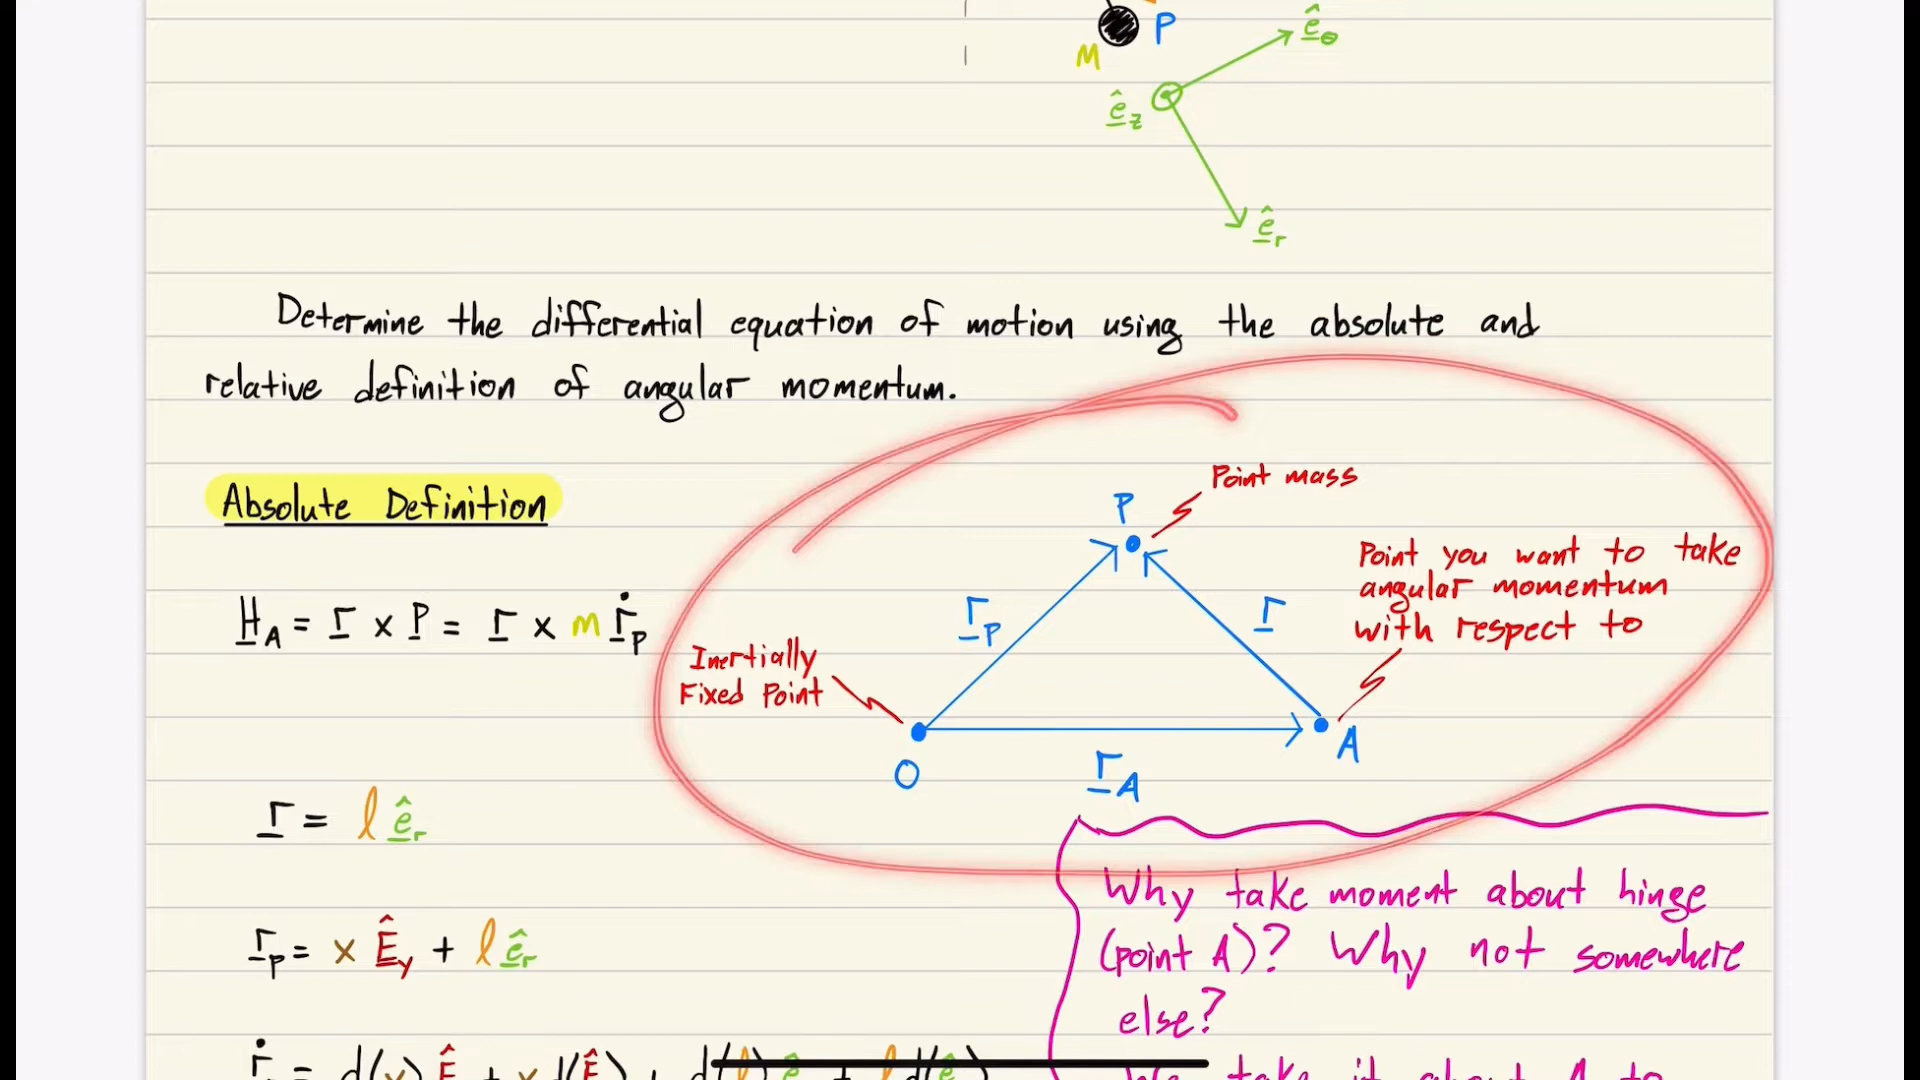 M P
ê_θ
ê_z
ê_r
Determine the differential equation of motion using the absolute and
relative definition of angular momentum.
Absolute Definition
H_A = r × P = r × m ṙ_p
P
Point mass
Point you want to take
angular momentum
with respect to
r_p
r
Inertially
Fixed Point
O
r_A
A
r = l ê_r
r_p = x Ê_y + l ê_r
Why take moment about hinge
(point A)? Why not somewhere
else?